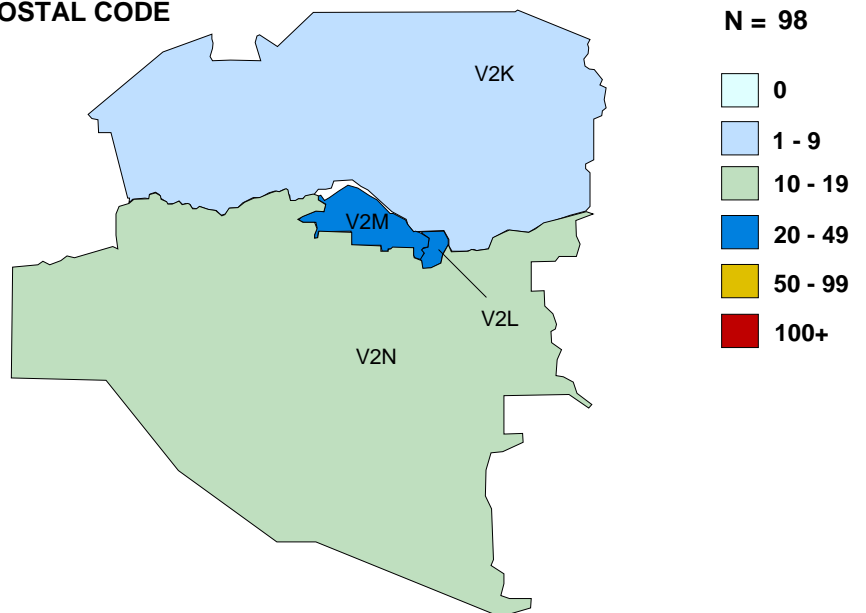 OSTAL CODE
N = 98
V2K
0
1 - 9
10 - 19
V2M
20 - 49
50 - 99
V2L
100+
V2N